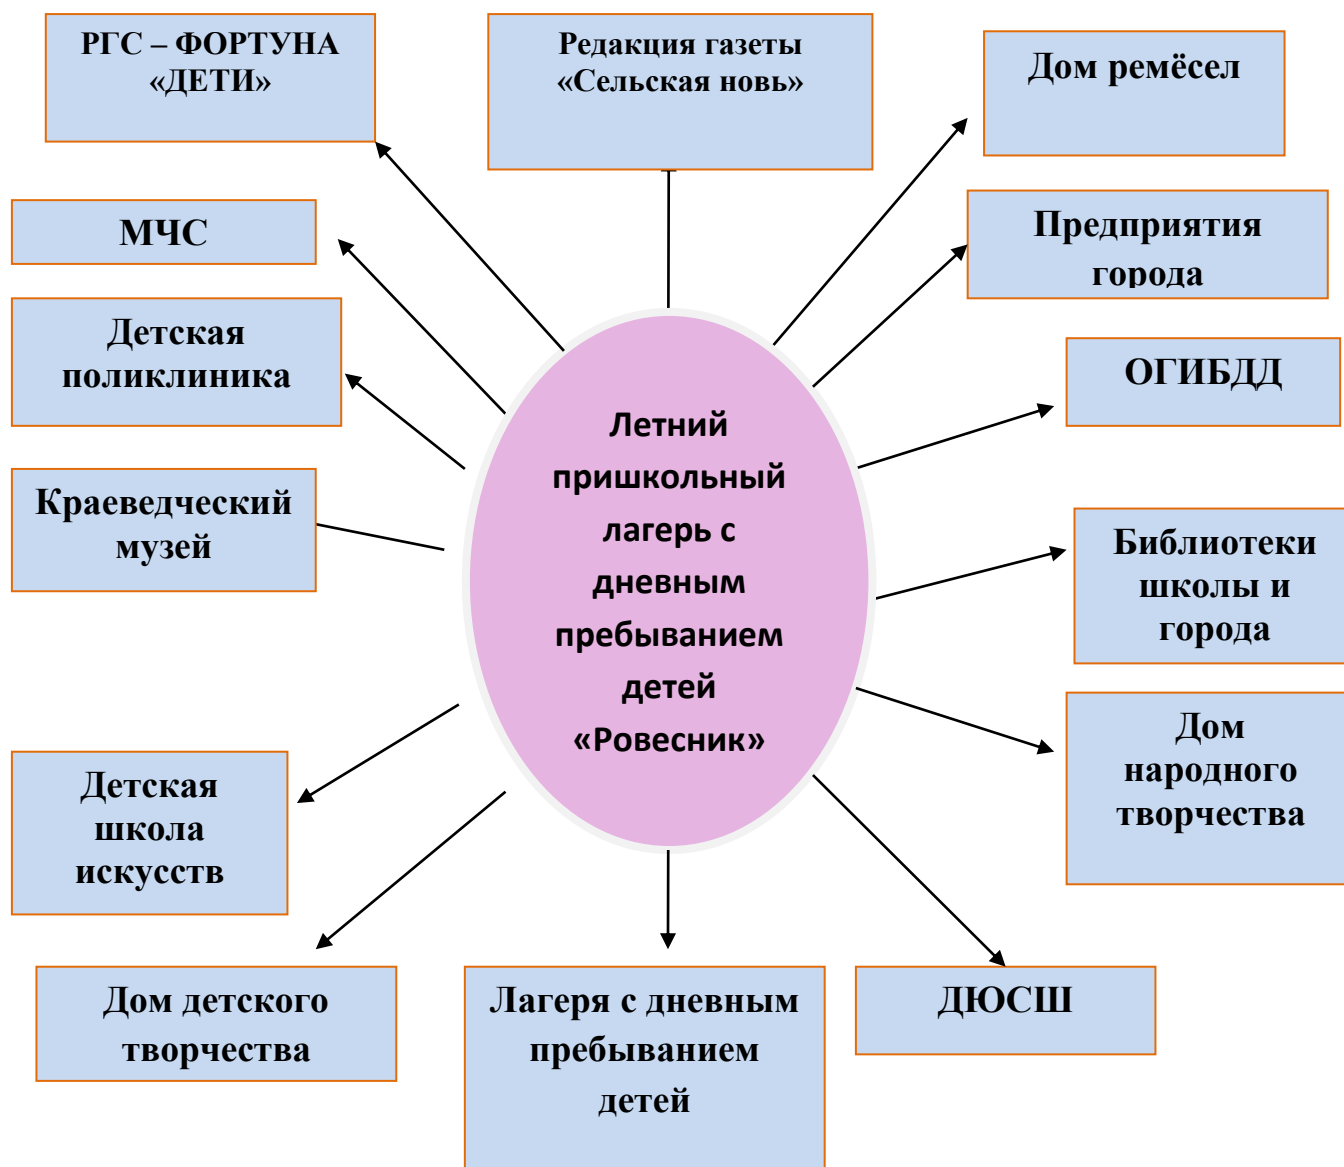 РГС – ФОРТУНА
«ДЕТИ»
Редакция газеты
«Сельская новь»
Дом ремёсел
МЧС
Предприятия
города
Детская
поликлиника
ОГИБДД
Летний
пришкольный
лагерь с
дневным
пребыванием
детей
«Ровесник»
Краеведческий
музей
Библиотеки
школы и
города
Детская
школа
искусств
Дом
народного
творчества
Дом детского
творчества
Лагеря с дневным
пребыванием
детей
ДЮСШ